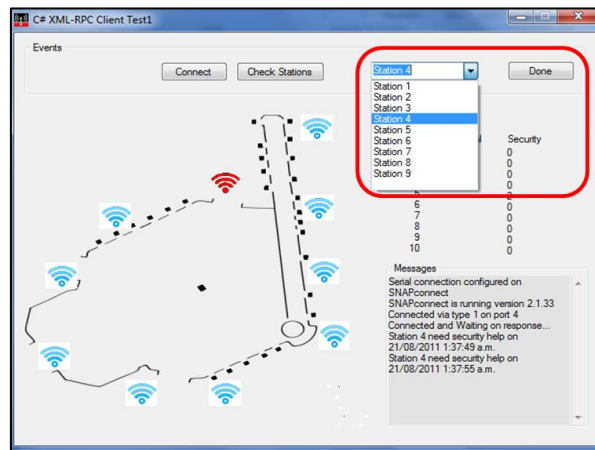 C# XML-RPC Client Test1
Events
Connect
Check Stations
Station 4
Done
Station 1
Station 2
Station 3
Station 4
Station 5
Station 6
Station 7
Station 8
Station 9
Security
0
0
0
0
5 2
6 0
7 0
8 0
9 0
10 0
Messages
Serial connection configured on
SNAPconnect
SNAPconnect is running version 2.1.33
Connected via type 1 on port 4
Connected and Waiting on response...
Station 4 need security help on
21/08/2011 1:37:49 a.m.
Station 4 need security help on
21/08/2011 1:37:55 a.m.